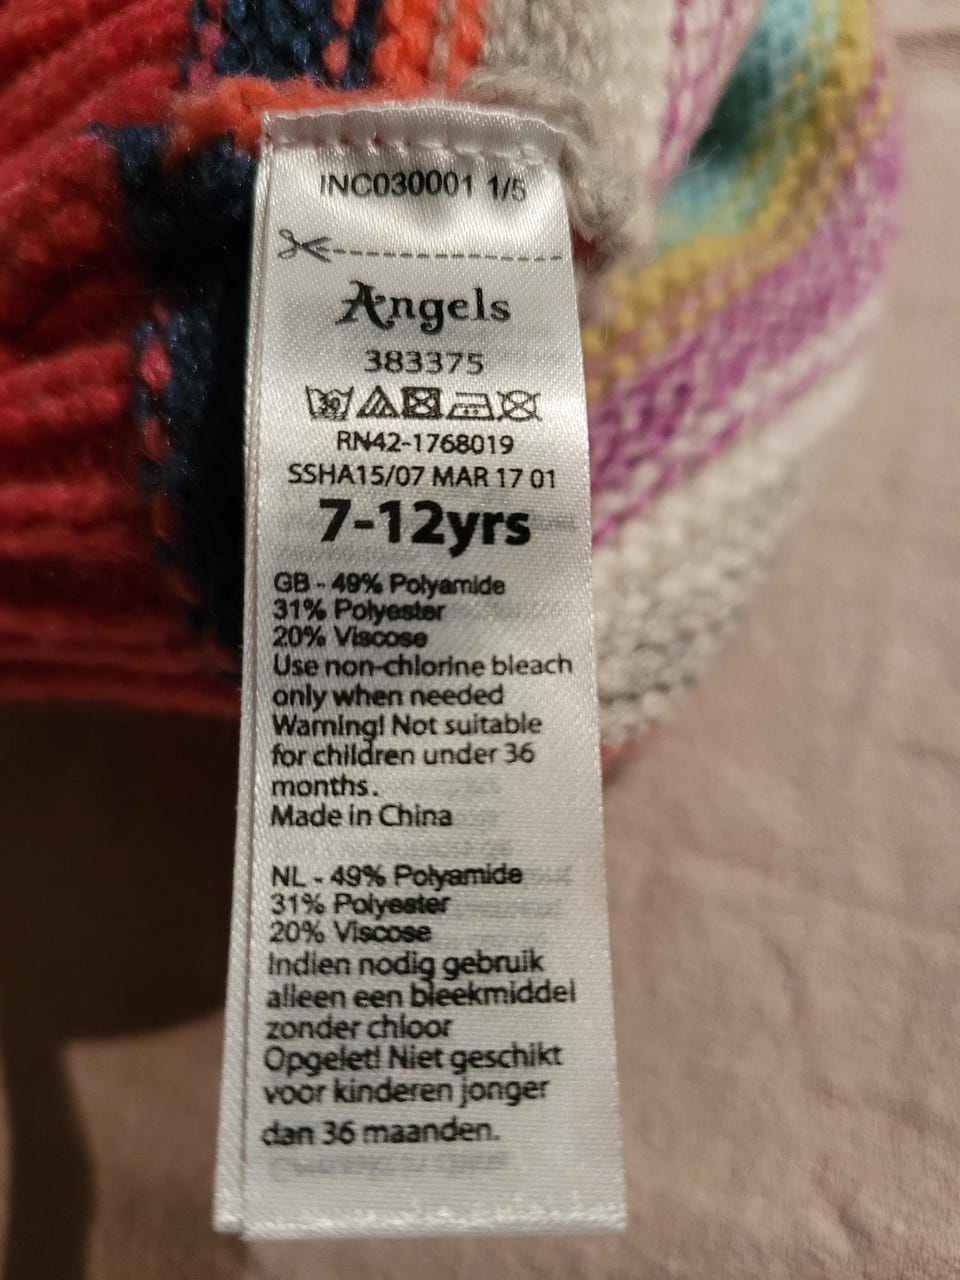 INC030001 1/5
Angels
383375
30
RN42-1768019
SSHA15/07 MAR 17 01
7-12yrs
GB - 49% Polyamide
31% Polyester
20% Viscose
Use non-chlorine bleach
only when needed
Warning! Not suitable
for children under 36
months.
Made in China
NL - 49% Polyamide
31% Polyester
20% Viscose
Indien nodig gebruik
alleen een bleekmiddel
zonder chloor
Opgelet! Niet geschikt
voor kinderen jonger
dan 36 maanden.